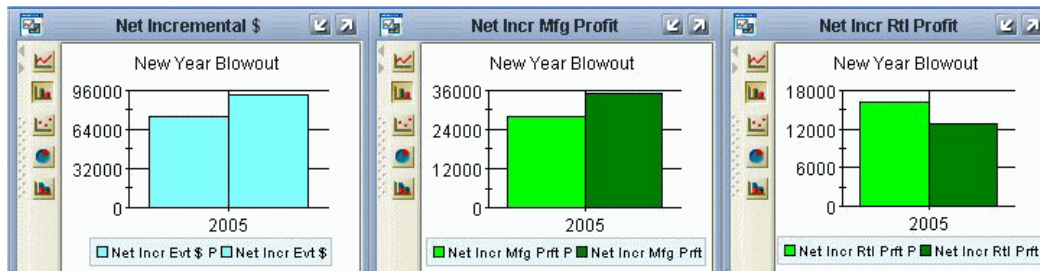 Net Incremental $
New Year Blowout
96000
64000
32000
0
2005
Net Incr Evt $ P Net Incr Evt $
Net Incr Mfg Profit
New Year Blowout
36000
24000
12000
0
2005
Net Incr Mfg Prft P Net Incr Mfg Prft
Net Incr Rtl Profit
New Year Blowout
18000
12000
6000
0
2005
Net Incr Rtl Prft P Net Incr Rtl Prft